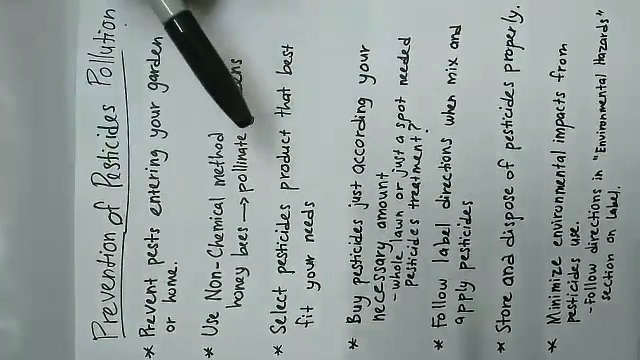 Prevention of Pesticides Pollution
* Prevent pests entering your garden
or home.
* Use Non-Chemical method
honey bees → pollinate
* Select pesticides product that best
fit your needs
* Buy pesticides just according your
necessary amount
- whole lawn or just a spot needed
pesticides treatment?
* Follow label directions when mix and
apply pesticides
* Store and dispose of pesticides properly.
* Minimize environmental impacts from
pesticides use.
- Follow directions in "Environmental Hazards"
section on label.